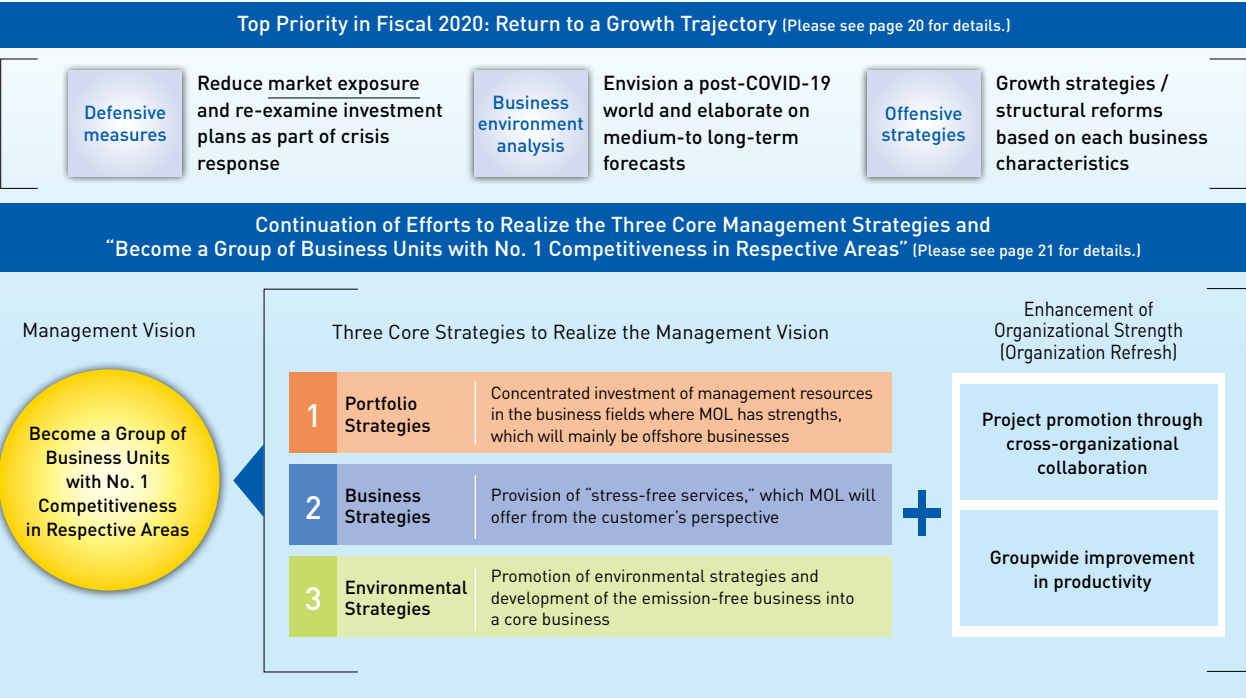 Top Priority in Fiscal 2020: Return to a Growth Trajectory (Please see page 20 for details.)
Defensive
measures
Reduce market exposure
and re-examine investment
plans as part of crisis
response
Business
environment
analysis
Envision a post-COVID-19
world and elaborate on
medium-to long-term
forecasts
Offensive
strategies
Growth strategies /
structural reforms
based on each business
characteristics
Continuation of Efforts to Realize the Three Core Management Strategies and
“Become a Group of Business Units with No. 1 Competitiveness in Respective Areas” (Please see page 21 for details.)
Management Vision
Become a Group of
Business Units
with No. 1
Competitiveness
in Respective Areas
Three Core Strategies to Realize the Management Vision
1
Portfolio
Strategies
Concentrated investment of management resources
in the business fields where MOL has strengths,
which will mainly be offshore businesses
2
Business
Strategies
Provision of “stress-free services,” which MOL will
offer from the customer’s perspective
3
Environmental
Strategies
Promotion of environmental strategies and
development of the emission-free business into
a core business
+
Enhancement of
Organizational Strength
(Organization Refresh)
Project promotion through
cross-organizational
collaboration
Groupwide improvement
in productivity